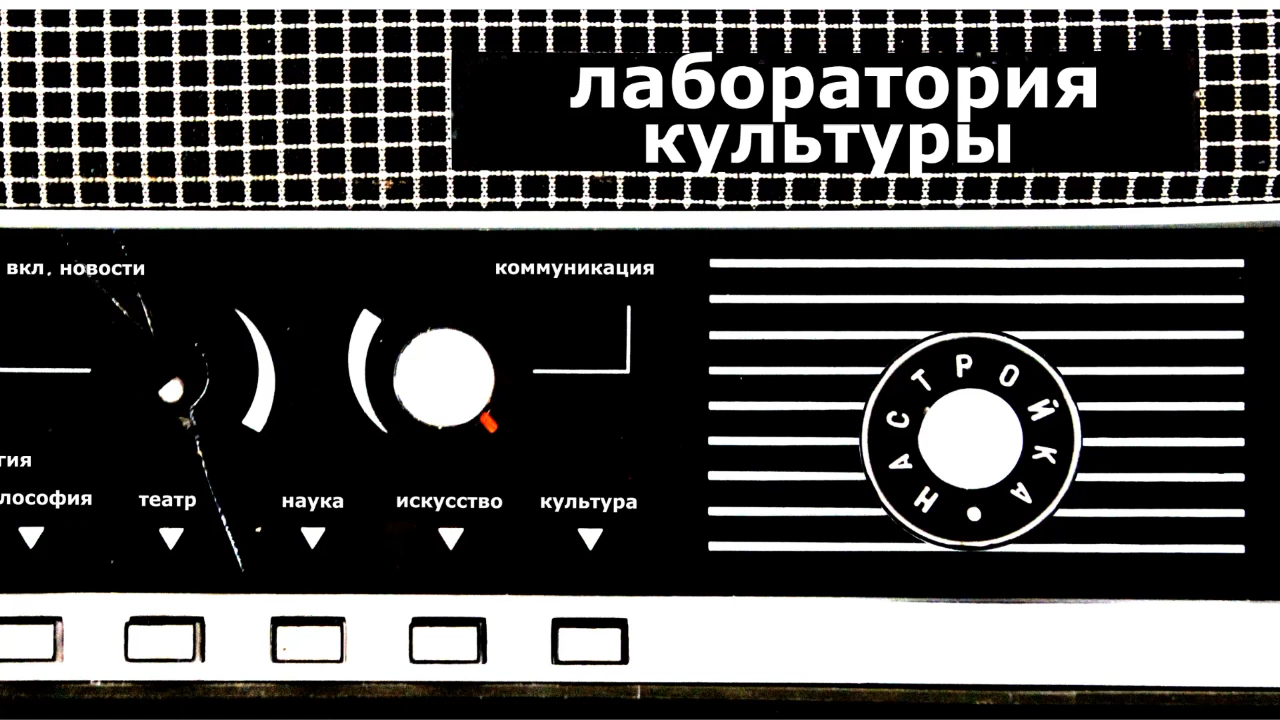 лаборатория
культуры
вкл. новости
коммуникация
НАСТРОЙКА
гия
лософия театр наука искусство культура